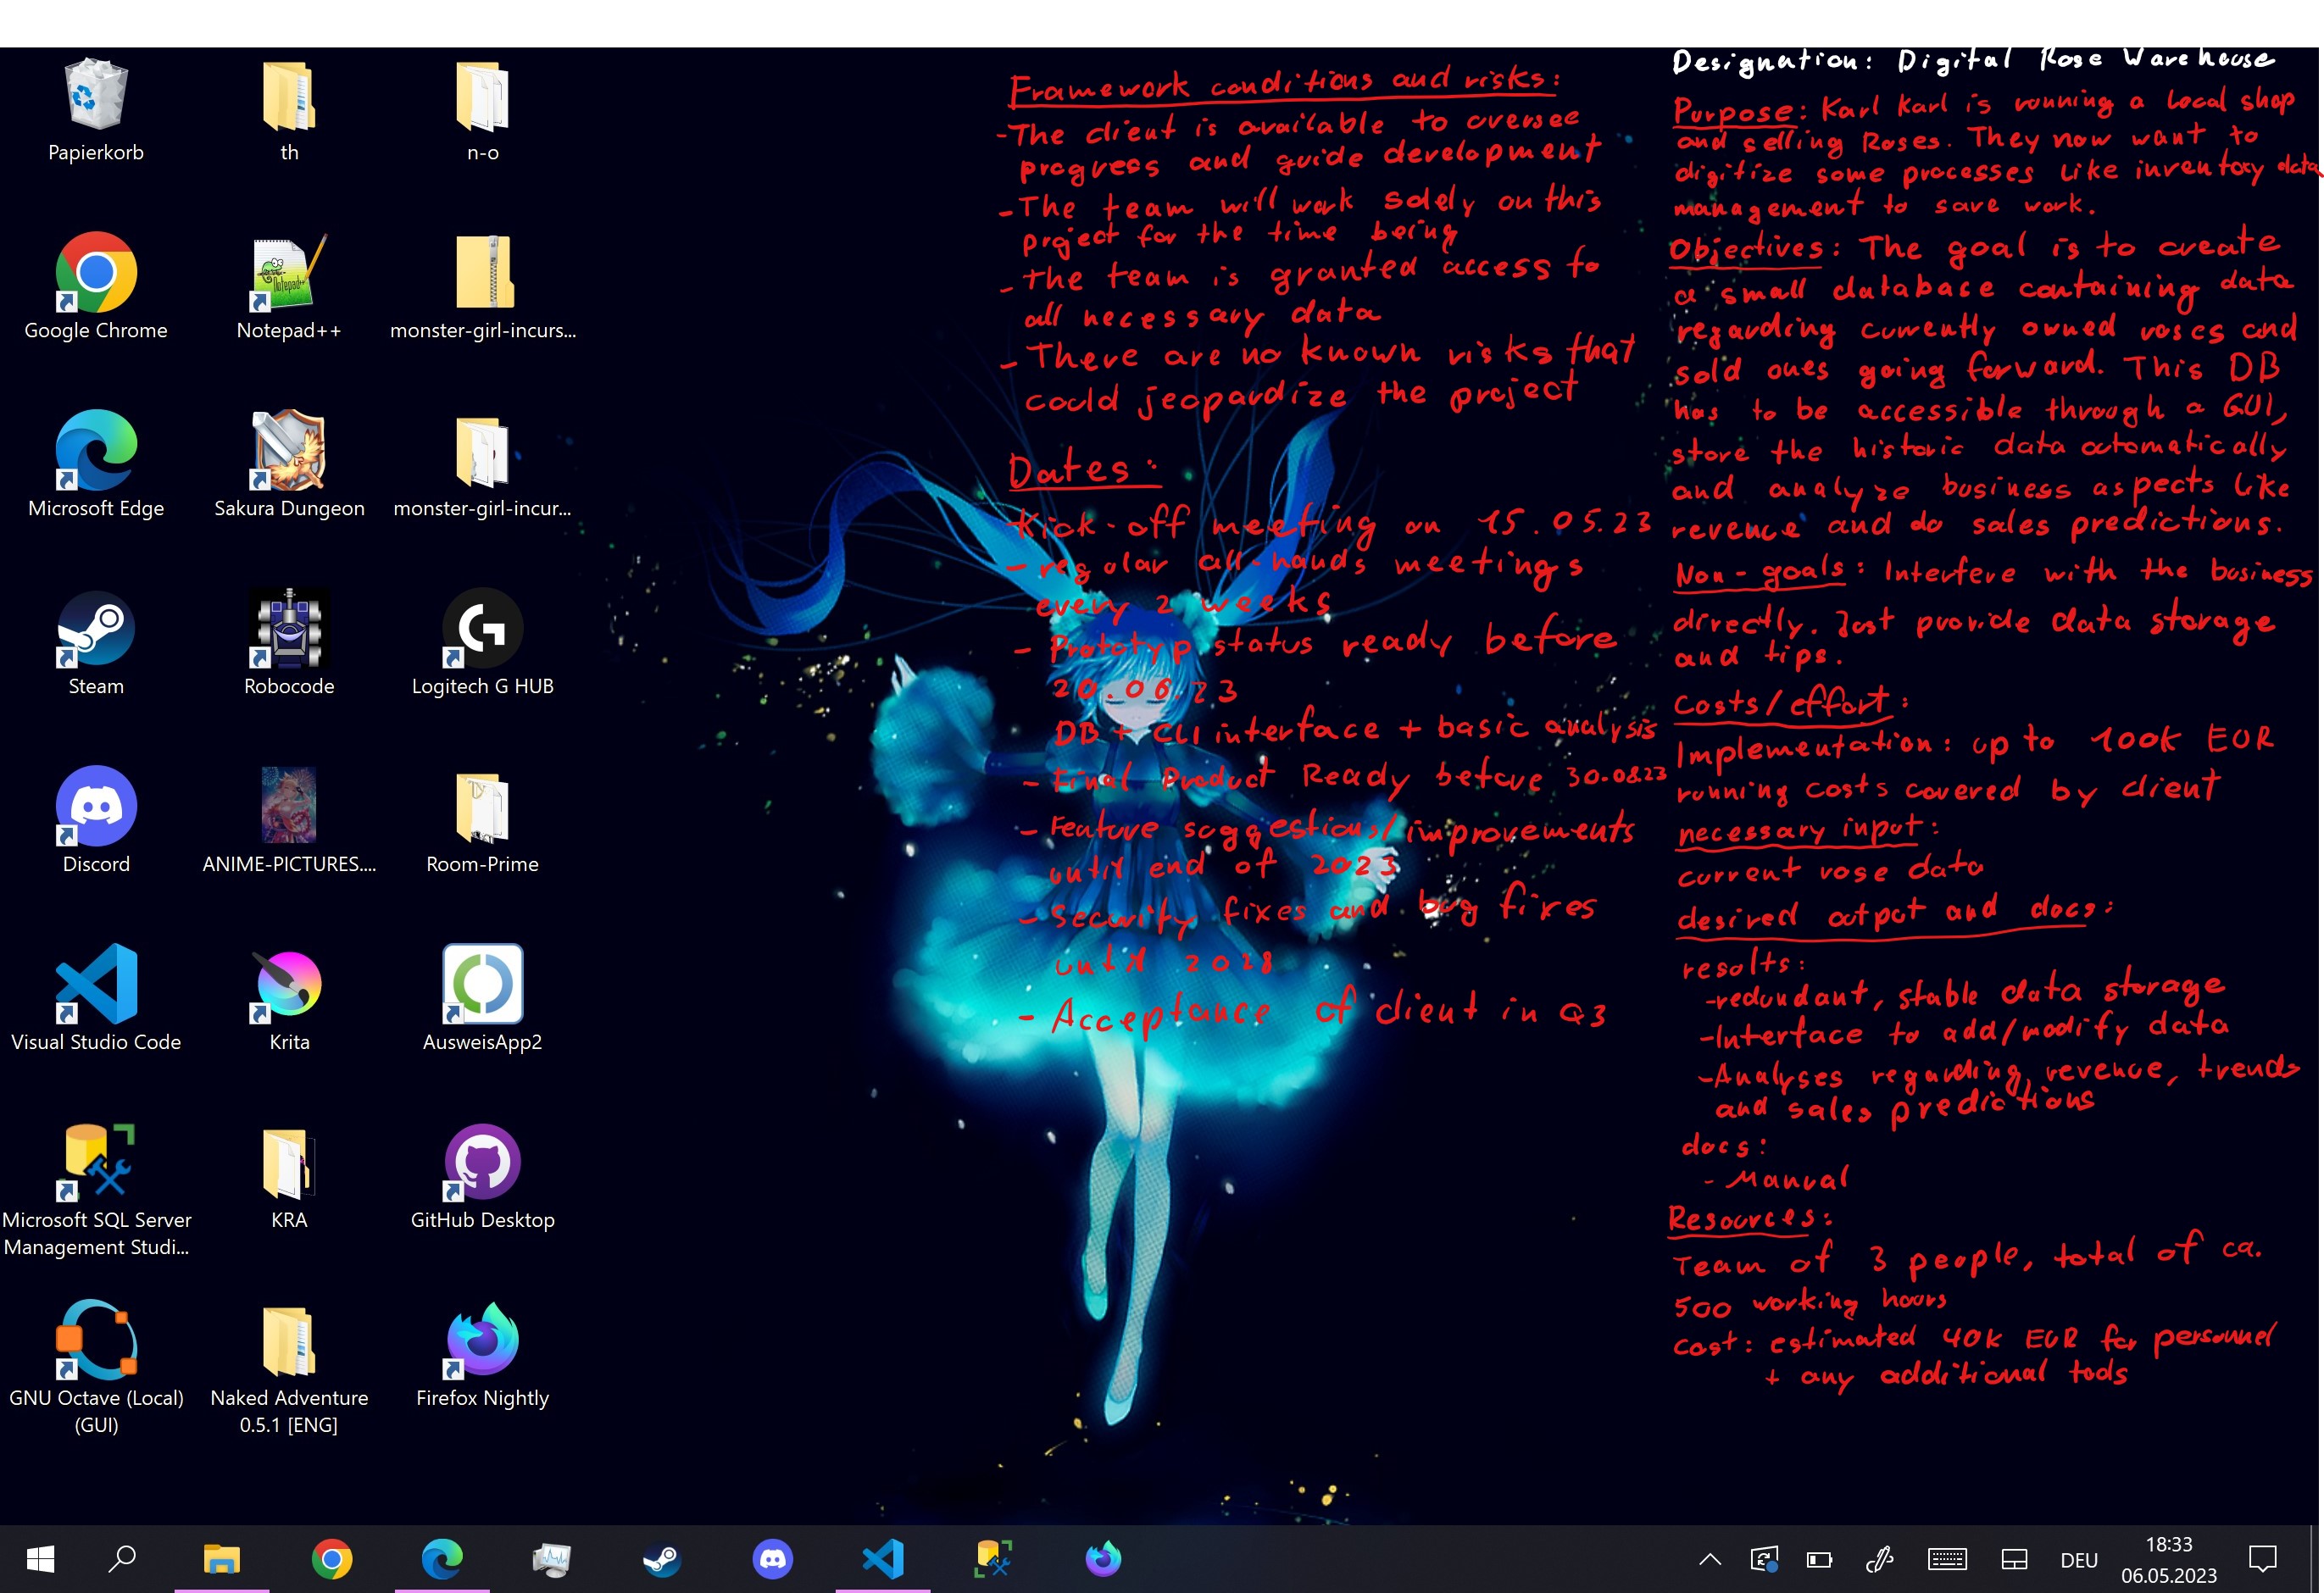 Papierkorb
th
n-o
Google Chrome
Notepad++
monster-girl-incurs...
Microsoft Edge
Sakura Dungeon
monster-girl-incur...
Steam
Robocode
Logitech G HUB
Discord
ANIME-PICTURES....
Room-Prime
Visual Studio Code
Krita
AusweisApp2
Microsoft SQL Server
Management Studi...
KRA
GitHub Desktop
GNU Octave (Local)
(GUI)
Naked Adventure
0.5.1 [ENG]
Firefox Nightly
Framework conditions and risks:
-The client is available to oversee
progress and guide development
-The team will work solely on this
project for the time being
-The team is granted access to
all necessary data
-There are no known risks that
could jeopardize the project
Dates:
Kick-off meeting on 15.05.23
- regular all-hands meetings
every 2 weeks
- Prototyp status ready before
20.06.23
DB + CLI interface + basic analysis
- Final Product Ready before 30.08.23
- Feature suggestions/improvements
until end of 2023
- Security fixes and bug fixes
until 2028
- Acceptance of client in Q3
Designation: Digital Rose Warehouse
Purpose: Karl Karl is running a local shop
and selling Roses. They now want to
digitize some processes like inventory data
management to save work.
Objectives: The goal is to create
a small database containing data
regarding currently owned roses and
sold ones going forward. This DB
has to be accessible through a GUI,
store the historic data automatically
and analyze business aspects like
revenue and do sales predictions.
Non-goals: Interfere with the business
directly. Just provide data storage
and tips.
Costs/effort:
Implementation: up to 100K EUR
running costs covered by client
necessary input:
current rose data
desired output and docs:
results:
-redundant, stable data storage
-Interface to add/modify data
-Analyses regarding revenue, trends
and sales predictions
docs:
- Manual
Resources:
Team of 3 people, total of ca.
500 working hours
Cost: estimated 40K EUR for personnel
+ any additional tools
DEU
18:33
06.05.2023